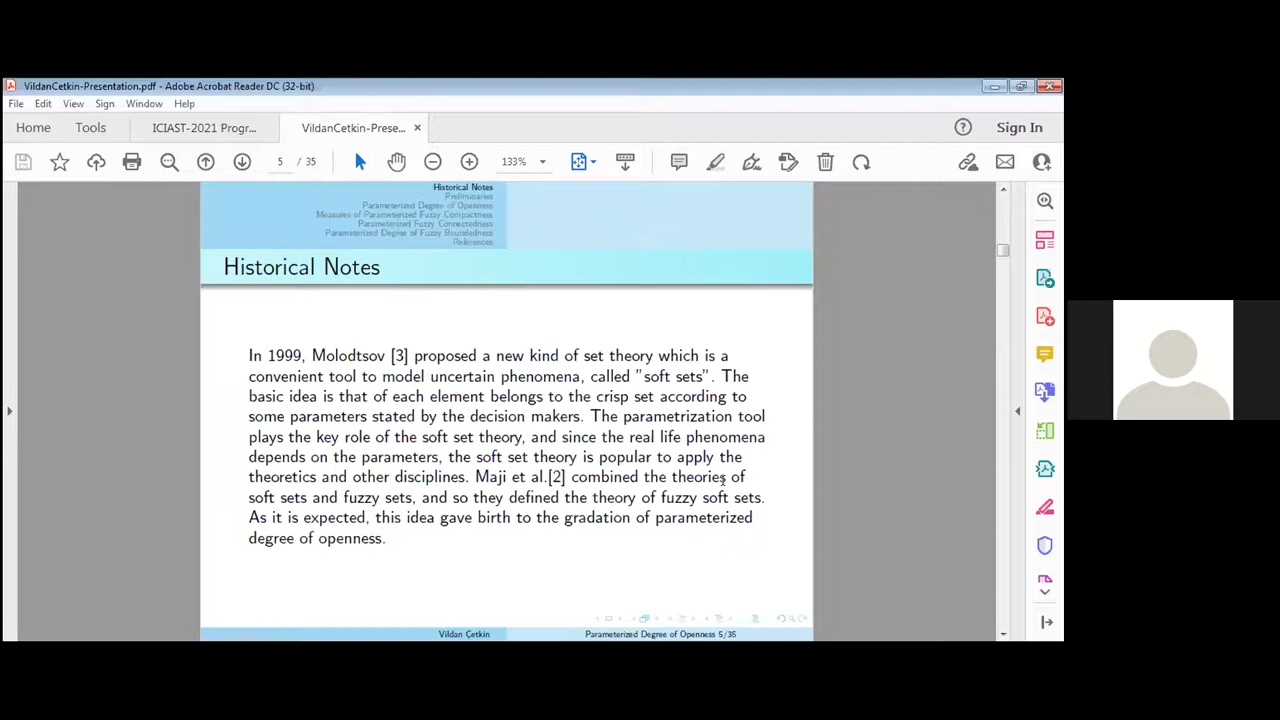 VildanCetkin-Presentation.pdf - Adobe Acrobat Reader DC (32-bit)
File Edit View Sign Window Help
Home Tools ICIAST-2021 Progr... VildanCetkin-Prese... × Sign In
5 / 35 133%
Historical Notes
Preliminaries
Parameterized Degree of Openness
Measures of Parameterized Fuzzy Compactness
Parameterized Fuzzy Connectedness
Parameterized Degree of Fuzzy Boundedness
References
Historical Notes
In 1999, Molodtsov [3] proposed a new kind of set theory which is a
convenient tool to model uncertain phenomena, called "soft sets". The
basic idea is that of each element belongs to the crisp set according to
some parameters stated by the decision makers. The parametrization tool
plays the key role of the soft set theory, and since the real life phenomena
depends on the parameters, the soft set theory is popular to apply the
theoretics and other disciplines. Maji et al.[2] combined the theories of
soft sets and fuzzy sets, and so they defined the theory of fuzzy soft sets.
As it is expected, this idea gave birth to the gradation of parameterized
degree of openness.
Vildan Çetkin Parameterized Degree of Openness 5/35